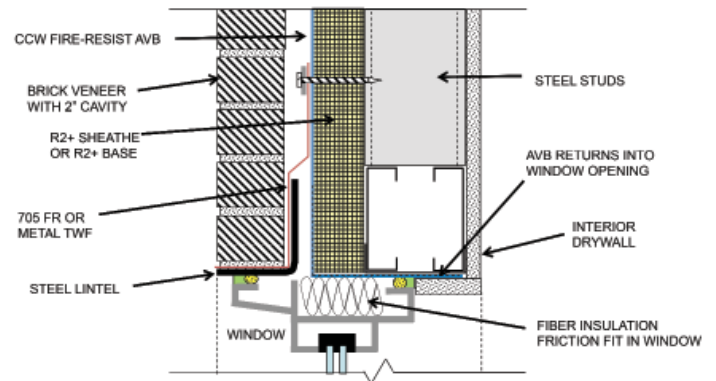 CCW FIRE-RESIST AVB
BRICK VENEER
WITH 2" CAVITY
R2+ SHEATHE
OR R2+ BASE
705 FR OR
METAL TWF
STEEL LINTEL
WINDOW
STEEL STUDS
AVB RETURNS INTO
WINDOW OPENING
INTERIOR
DRYWALL
FIBER INSULATION
FRICTION FIT IN WINDOW